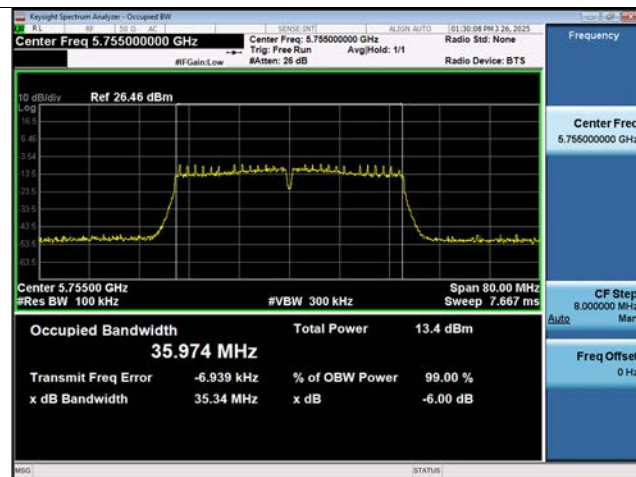 Keysight Spectrum Analyzer - Occupied BW
RL RF 50 Ω AC SENSE:INT ALIGN AUTO 01:30:08 PM 3 26, 2025
Center Freq 5.755000000 GHz
Center Freq: 5.755000000 GHz
Radio Std: None
Trig: Free Run Avg|Hold: 1/1
#IFGain:Low #Atten: 26 dB Radio Device: BTS
10 dB/div Ref 26.46 dBm
Log
16.5
6.46
-3.54
-13.5
-23.5
-33.5
-43.5
-53.5
-63.5
Center 5.75500 GHz Span 80.00 MHz
#Res BW 100 kHz #VBW 300 kHz Sweep 7.667 ms
Occupied Bandwidth Total Power 13.4 dBm
35.974 MHz
Transmit Freq Error -6.939 kHz % of OBW Power 99.00 %
x dB Bandwidth 35.34 MHz x dB -6.00 dB
MSG STATUS
Frequency
Center Freq
5.755000000 GHz
CF Step
8.000000 MHz
Auto Man
Freq Offset
0 Hz